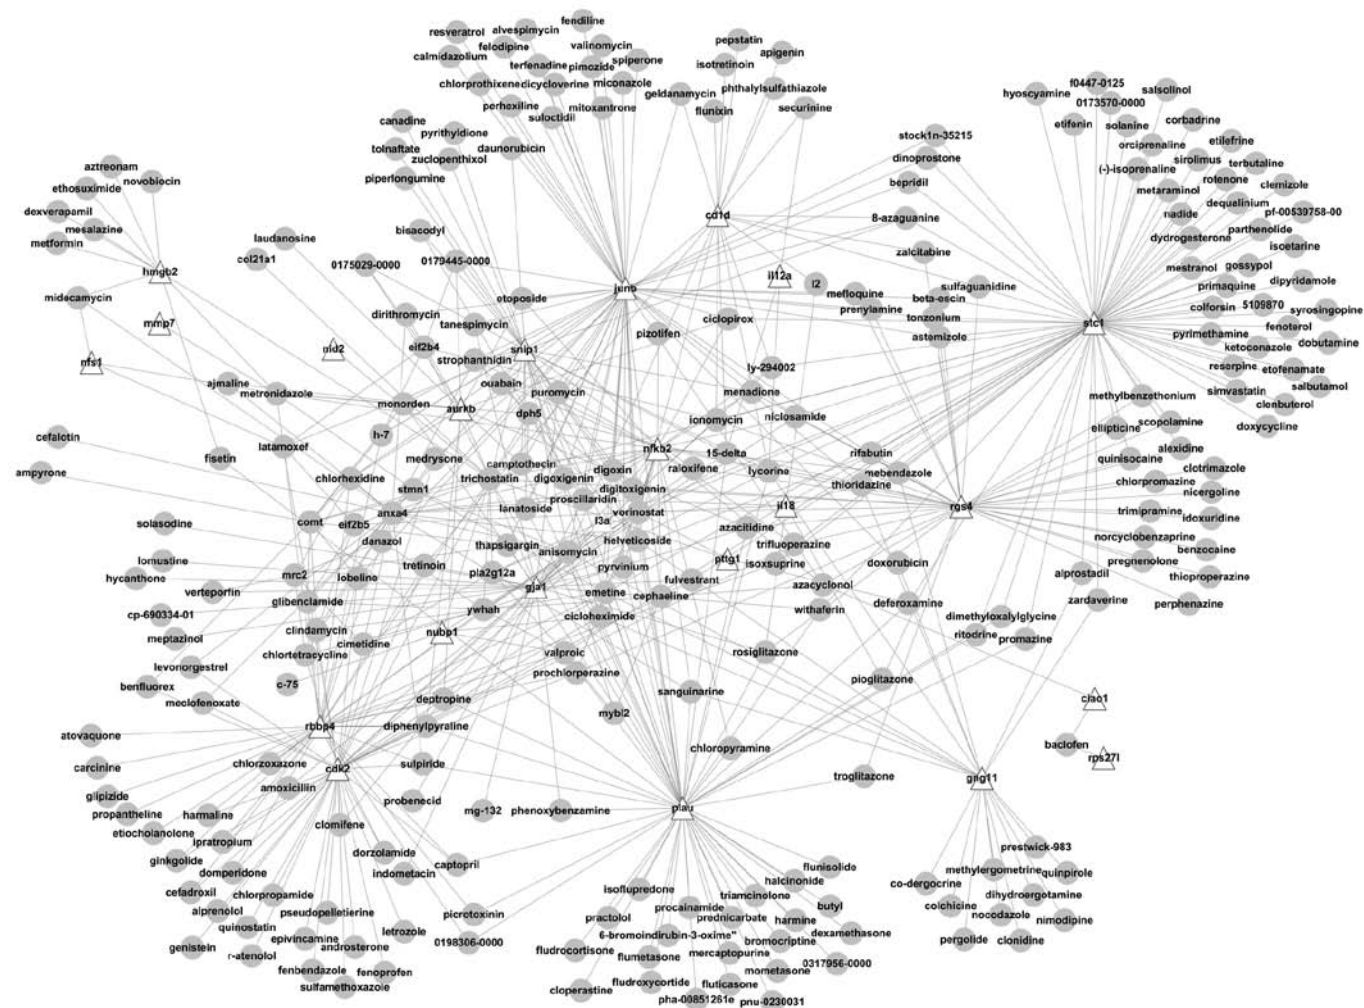 fendiline
resveratrol
alvespimycin
felodipine
valinomycin
calmidazolium
terfenadine
pimozide
spiperone
chlorprothixene
dicycloverine
miconazole
perhexiline
suloctidil
mitoxantrone
pepstatin
apigenin
isotretinoin
geldanamycin
phthalylsulfathiazole
flunixin
securinine
hyoscyamine
f0447-0125
0173570-0000
salsolinol
etifenin
solanine
corbadrine
orciprenaline
etilefrine
(-)-isoprenaline
sirolimus
terbutaline
rotenone
clemizole
metaraminol
dequalinium
nadide
pf-00539758-00
parthenolide
dydrogesterone
isoetarine
mestranol
gossypol
primaquine
dipyridamole
colforsin
5109870
syrosingopine
pyrimethamine
fenoterol
ketoconazole
dobutamine
reserpine
etofenamate
simvastatin
salbutamol
clenbuterol
doxycycline
canadine
pyrithyldione
tolnaftate
daunorubicin
zuclopenthixol
piperlongumine
stock1n-35215
dinoprostone
bepridil
8-azaguanine
zalcitabine
sulfaguanidine
aztreonam
ethosuximide
novobiocin
dexverapamil
mesalazine
metformin
laudanosine
col21a1
bisacodyl
0175029-0000
0179445-0000
cd1d
hmgb2
midecamycin
mmp7
nfs1
nid2
junb
il12a
l2
mefloquine
beta-escin
prenylamine
tonzonium
astemizole
stc1
etoposide
dirithromycin
tanespimycin
eif2b4
snip1
strophanthidin
ciclopirox
pizotifen
ly-294002
ouabain
puromycin
menadione
ajmaline
metronidazole
monorden
aurkb
dph5
ionomycin
niclosamide
methylbenzethonium
scopolamine
ellipticine
alexidine
quinisocaine
clotrimazole
chlorpromazine
nicergoline
trimipramine
idoxuridine
norcyclobenzaprine
benzocaine
pregnenolone
thioproperazine
alprostadil
perphenazine
zardaverine
cefalotin
ampyrone
fisetin
latamoxef
h-7
medrysone
nfkb2
15-delta
rifabutin
chlorhexidine
camptothecin
digoxin
raloxifene
lycorine
mebendazole
thioridazine
stmn1
trichostatin
digoxigenin
digitoxigenin
proscillaridin
solasodine
comt
eif2b5
anxa4
lanatoside
l3a
vorinostat
il18
rgs4
azacitidine
danazol
thapsigargin
anisomycin
helveticoside
trifluoperazine
lomustine
hycanthone
verteporfin
mrc2
lobeline
tretinoin
pla2g12a
gja1
pyrvinium
pttg1
isoxsuprine
doxorubicin
fulvestrant
azacyclonol
cp-690334-01
glibenclamide
ywhah
emetine
cephaeline
withaferin
deferoxamine
dimethyloxalylglycine
meptazinol
clindamycin
cimetidine
nubp1
cicloheximide
ritodrine
promazine
levonorgestrel
chlortetracycline
valproic
prochlorperazine
rosiglitazone
benfluorex
c-75
meclofenoxate
deptropine
sanguinarine
pioglitazone
ciao1
rbbp4
diphenylpyraline
mybl2
chloropyramine
baclofen
rps27l
atovaquone
carcinine
chlorzoxazone
cdk2
sulpiride
troglitazone
gng11
glipizide
amoxicillin
probenecid
mg-132
phenoxybenzamine
plau
propantheline
harmaline
etiocholanolone
clomifene
ipratropium
ginkgolide
domperidone
dorzolamide
captopril
indometacin
cefadroxil
chlorpropamide
alprenolol
pseudopelletierine
picrotoxinin
quinostatin
epivincamine
letrozole
0198306-0000
genistein
r-atenolol
androsterone
fenbendazole
fenoprofen
sulfamethoxazole
flunisolide
halcinonide
isoflupredone
triamcinolone
butyl
practolol
procainamide
prednicarbate
harmine
dexamethasone
6-bromoindirubin-3-oxime"
bromocriptine
fludrocortisone
flumetasone
mercaptopurine
0317956-0000
mometasone
fludroxycortide
fluticasone
cloperastine
pha-00851261e
pnu-0230031
prestwick-983
methylergometrine
quinpirole
co-dergocrine
dihydroergotamine
colchicine
nocodazole
nimodipine
pergolide
clonidine